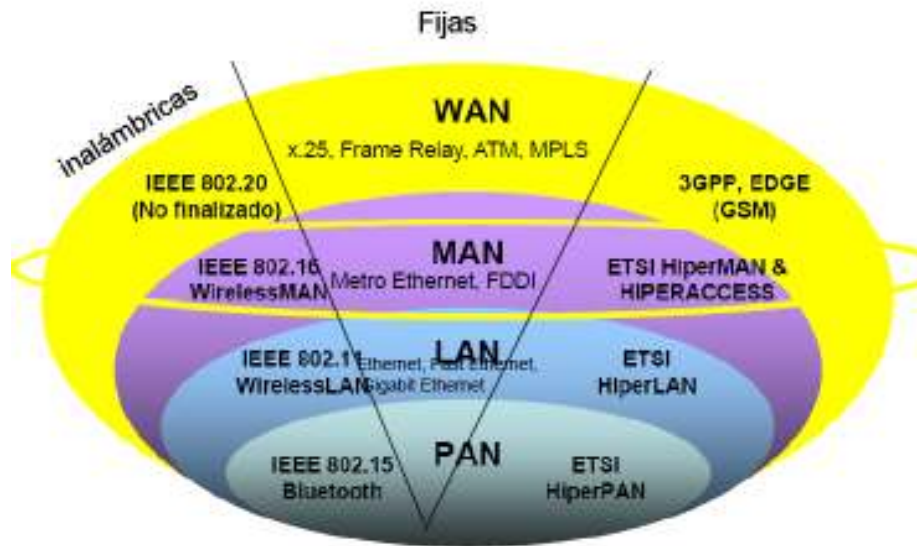 Fijas
inalámbricas
WAN
x.25, Frame Relay, ATM, MPLS
IEEE 802.20
(No finalizado)
3GPP, EDGE
(GSM)
MAN
IEEE 802.16
WirelessMAN
Metro Ethernet, FDDI
ETSI HiperMAN &
HIPERACCESS
LAN
IEEE 802.11
WirelessLAN
Ethernet, Fast Ethernet,
Gigabit Ethernet
ETSI
HiperLAN
PAN
IEEE 802.15
Bluetooth
ETSI
HiperPAN